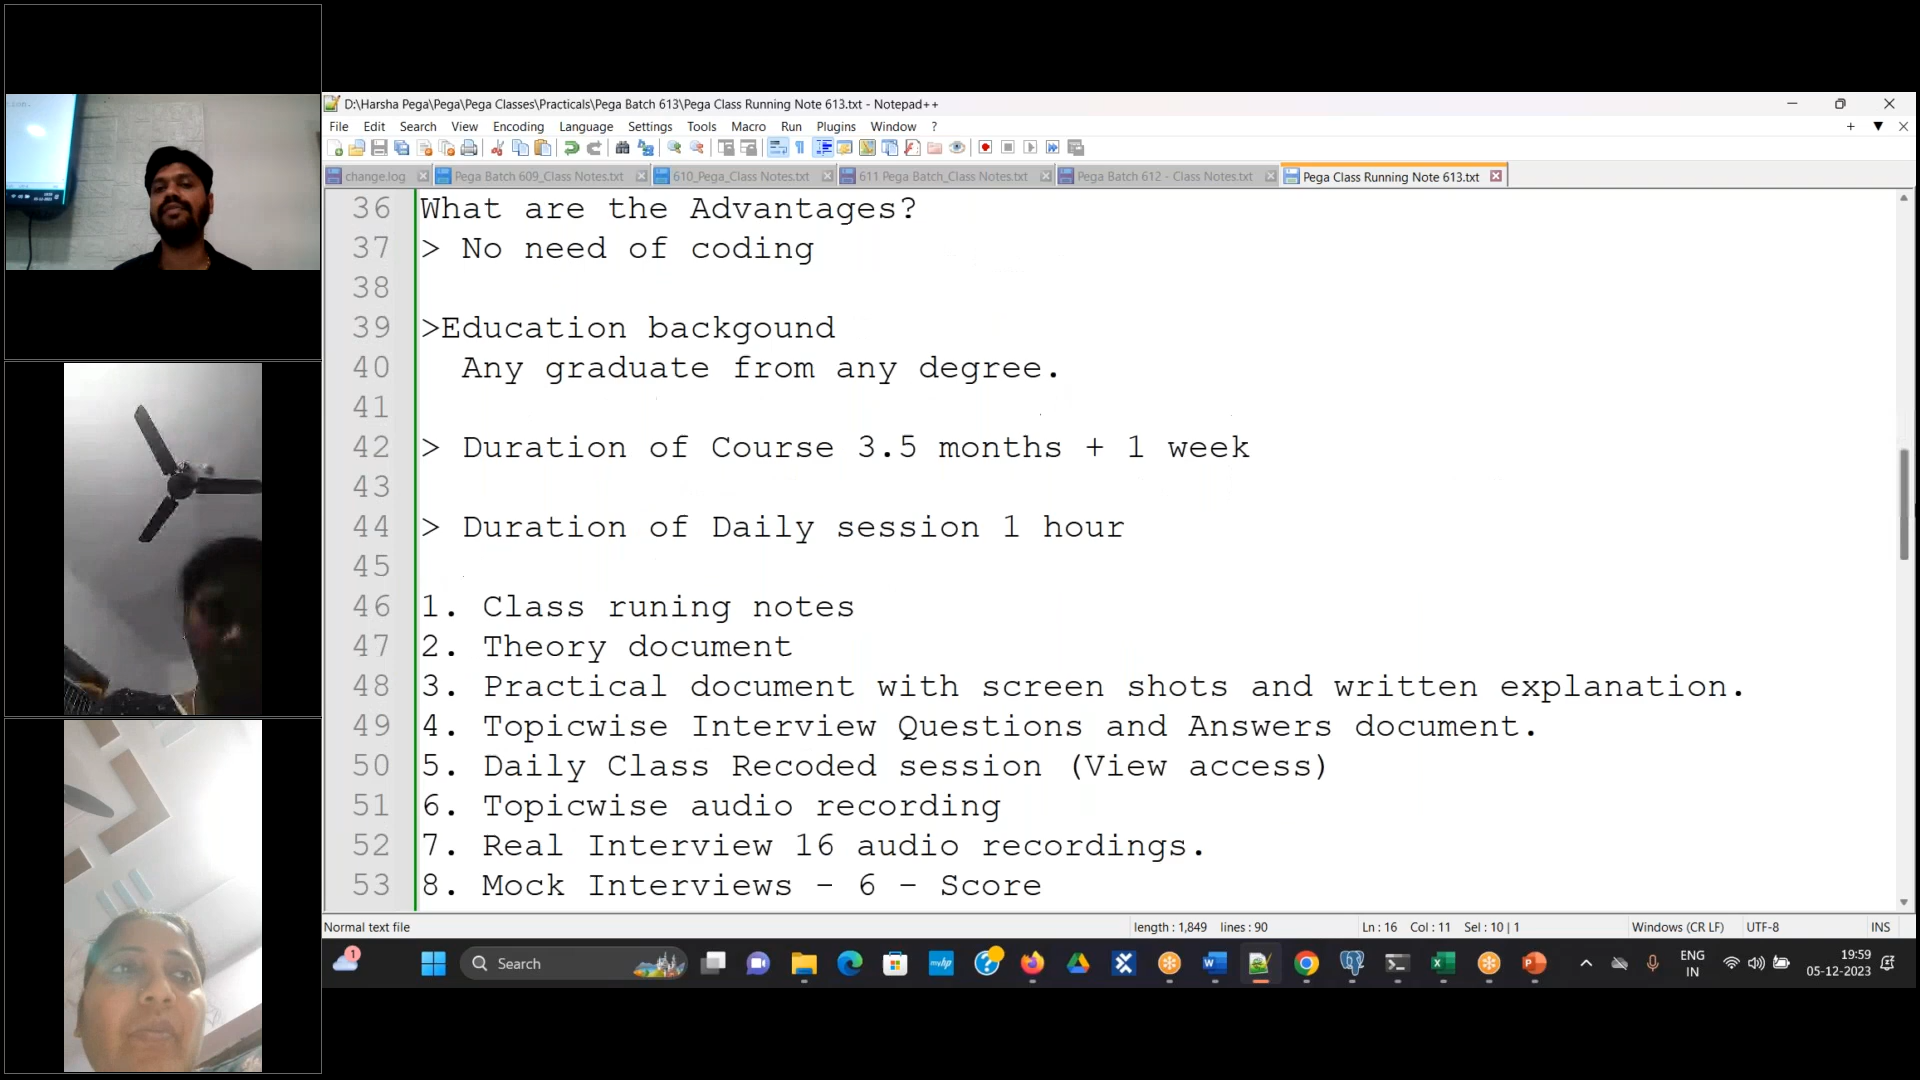 D:\Harsha Pega\Pega\Pega Classes\Practicals\Pega Batch 613\Pega Class Running Note 613.txt - Notepad++
File Edit Search View Encoding Language Settings Tools Macro Run Plugins Window ?
change.log Pega Batch 609_Class Notes.txt 610_Pega_Class Notes.txt 611 Pega Batch_Class Notes.txt Pega Batch 612 - Class Notes.txt Pega Class Running Note 613.txt
36 What are the Advantages?
37 > No need of coding
38
39 >Education backgound
40 Any graduate from any degree.
41
42 > Duration of Course 3.5 months + 1 week
43
44 > Duration of Daily session 1 hour
45
46 1. Class runing notes
47 2. Theory document
48 3. Practical document with screen shots and written explanation.
49 4. Topicwise Interview Questions and Answers document.
50 5. Daily Class Recoded session (View access)
51 6. Topicwise audio recording
52 7. Real Interview 16 audio recordings.
53 8. Mock Interviews - 6 - Score
Normal text file length : 1,849 lines : 90 Ln : 16 Col : 11 Sel : 10 | 1 Windows (CR LF) UTF-8 INS
1 Search myhp ENG IN 19:59 05-12-2023